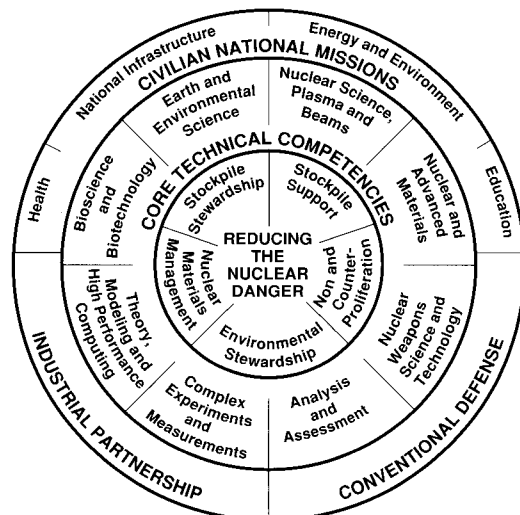 CIVILIAN NATIONAL MISSIONS
Health
National Infrastructure
Energy and Environment
Education
CORE TECHNICAL COMPETENCIES
Bioscience
and
Biotechnology
Earth and
Environmental
Science
Nuclear Science,
Plasma and
Beams
Nuclear and
Advanced
Materials
Nuclear
Weapons
Science and
Technology
Analysis
and
Assessment
Complex
Experiments
and
Measurements
Theory,
Modeling and
High Performance
Computing
Stockpile
Stewardship
Stockpile
Support
Non and
Counter-
Proliferation
Environmental
Stewardship
Nuclear
Materials
Management
REDUCING
THE
NUCLEAR
DANGER
INDUSTRIAL PARTNERSHIP
CONVENTIONAL DEFENSE